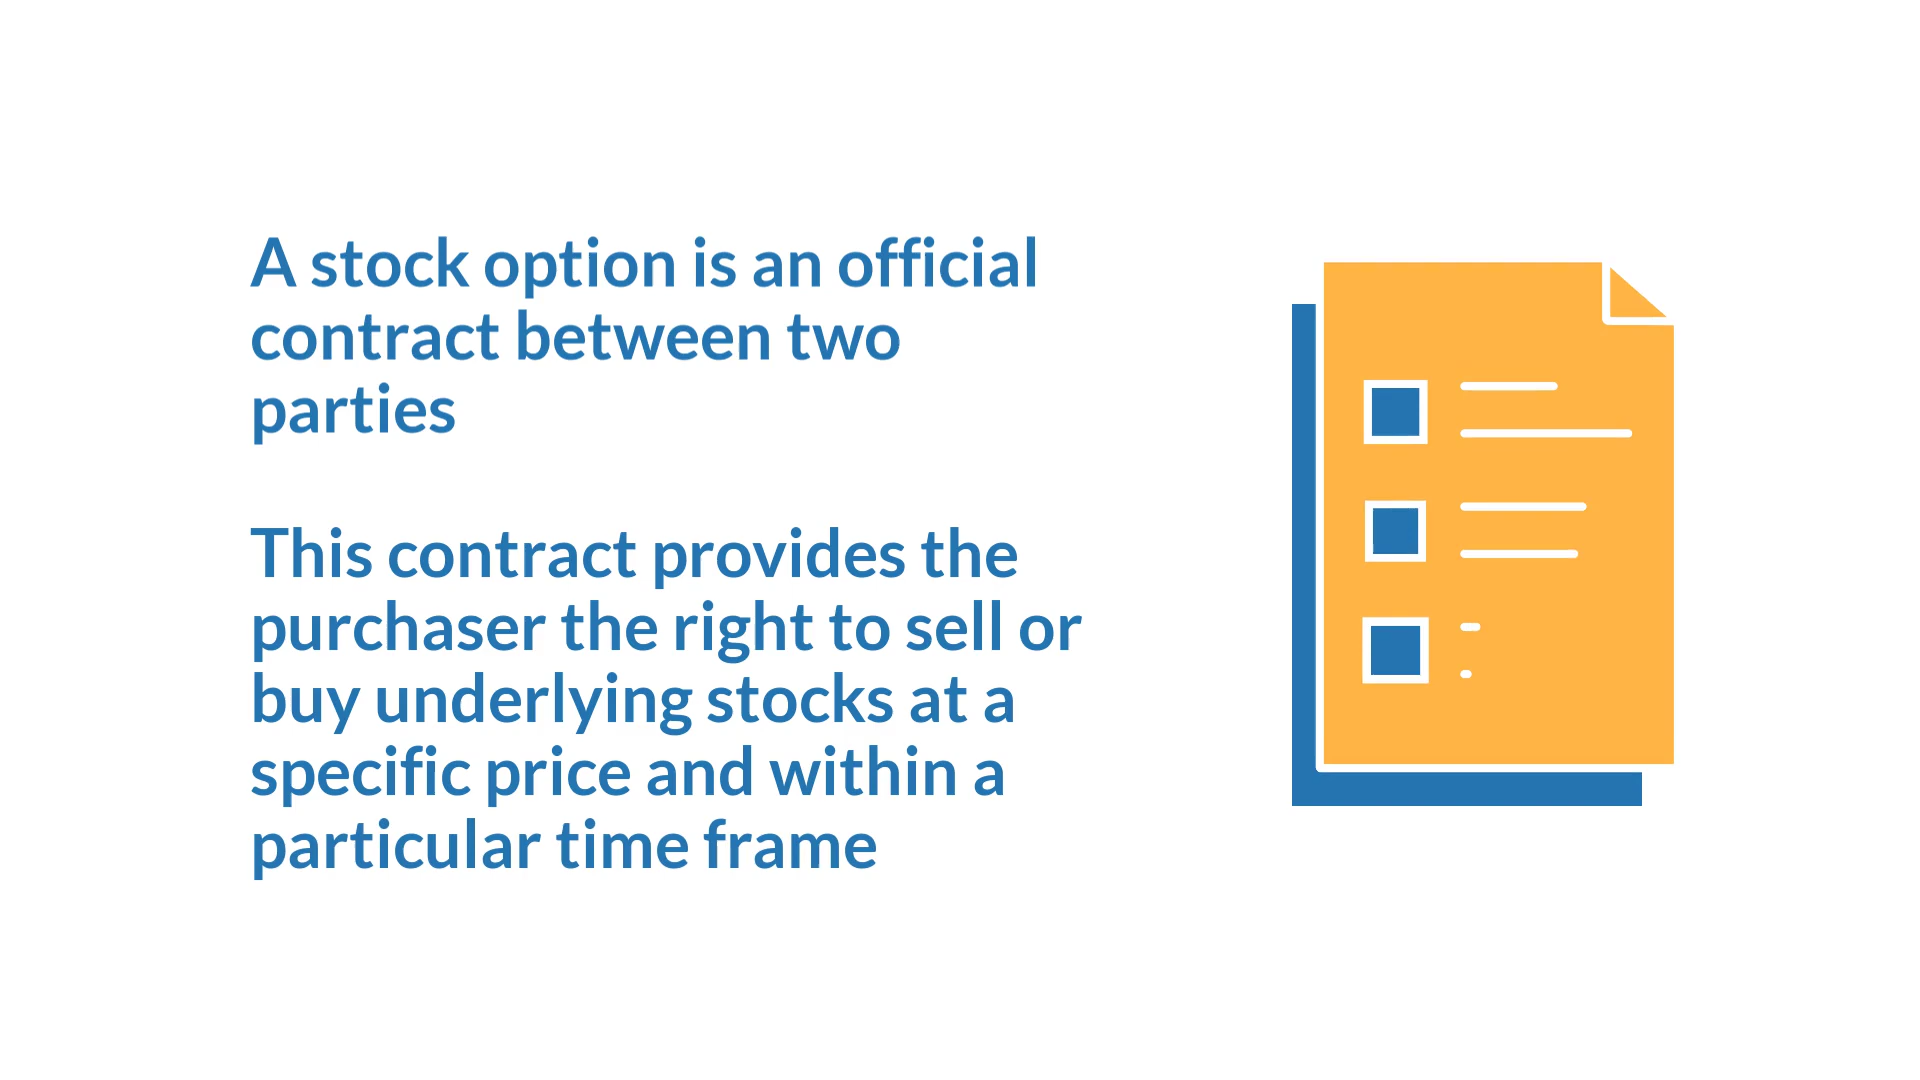 A stock option is an official
contract between two
parties
This contract provides the
purchaser the right to sell or
buy underlying stocks at a
specific price and within a
particular time frame